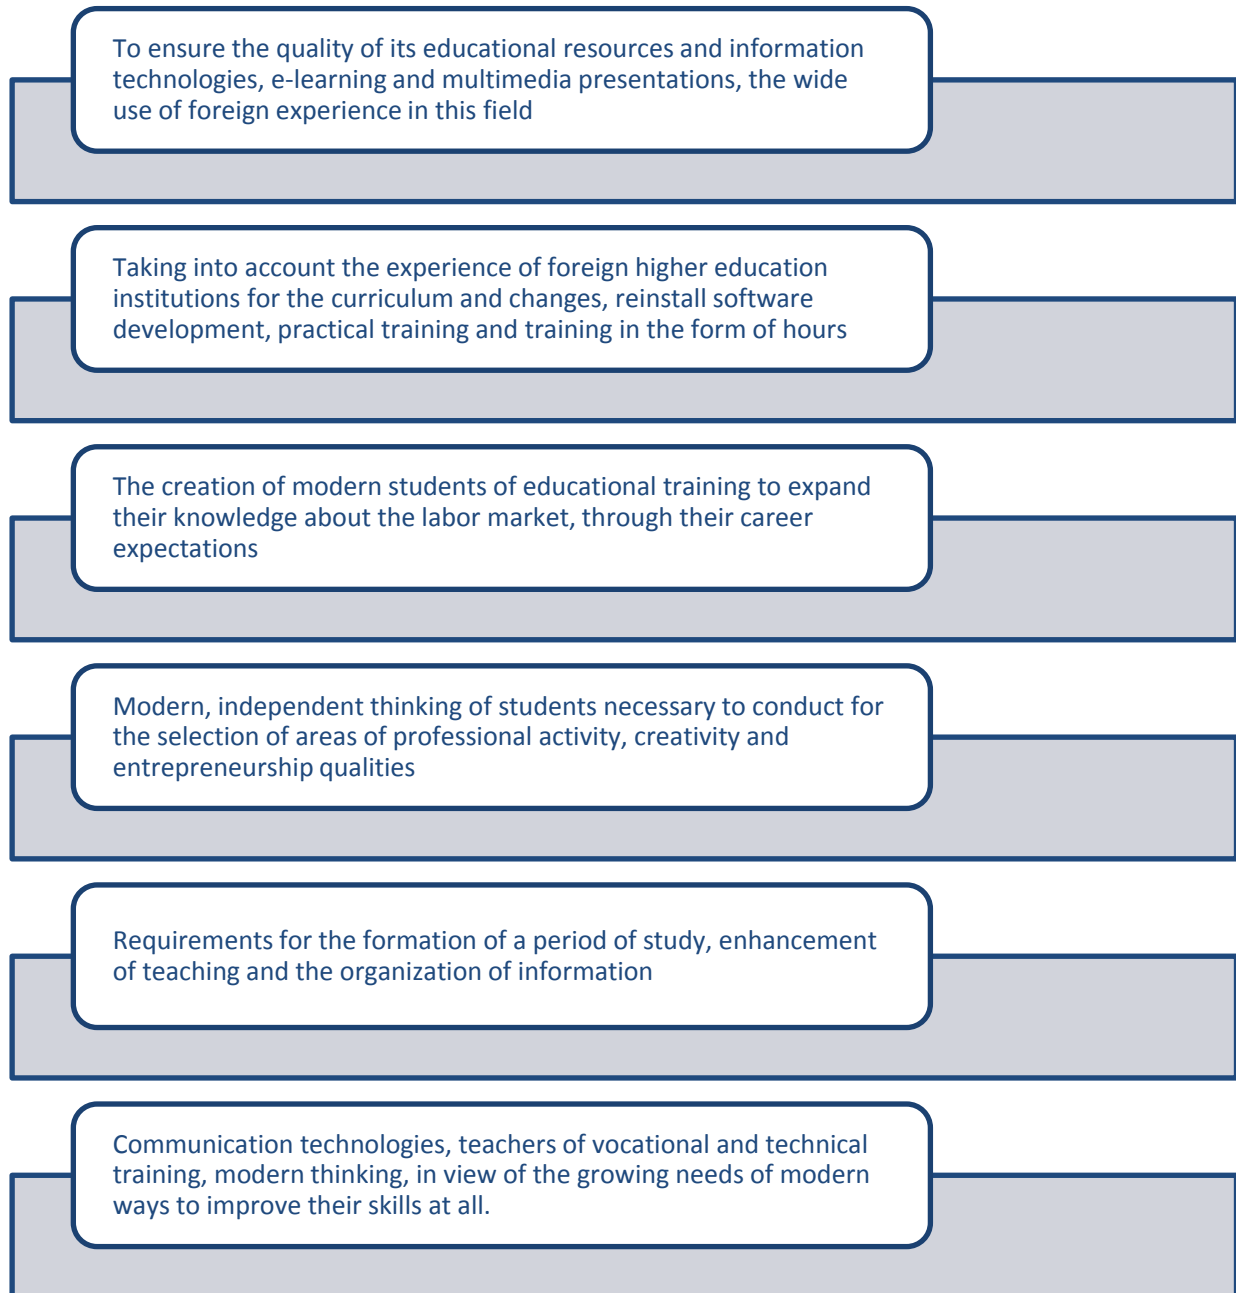 To ensure the quality of its educational resources and information
technologies, e-learning and multimedia presentations, the wide
use of foreign experience in this field
Taking into account the experience of foreign higher education
institutions for the curriculum and changes, reinstall software
development, practical training and training in the form of hours
The creation of modern students of educational training to expand
their knowledge about the labor market, through their career
expectations
Modern, independent thinking of students necessary to conduct for
the selection of areas of professional activity, creativity and
entrepreneurship qualities
Requirements for the formation of a period of study, enhancement
of teaching and the organization of information
Communication technologies, teachers of vocational and technical
training, modern thinking, in view of the growing needs of modern
ways to improve their skills at all.